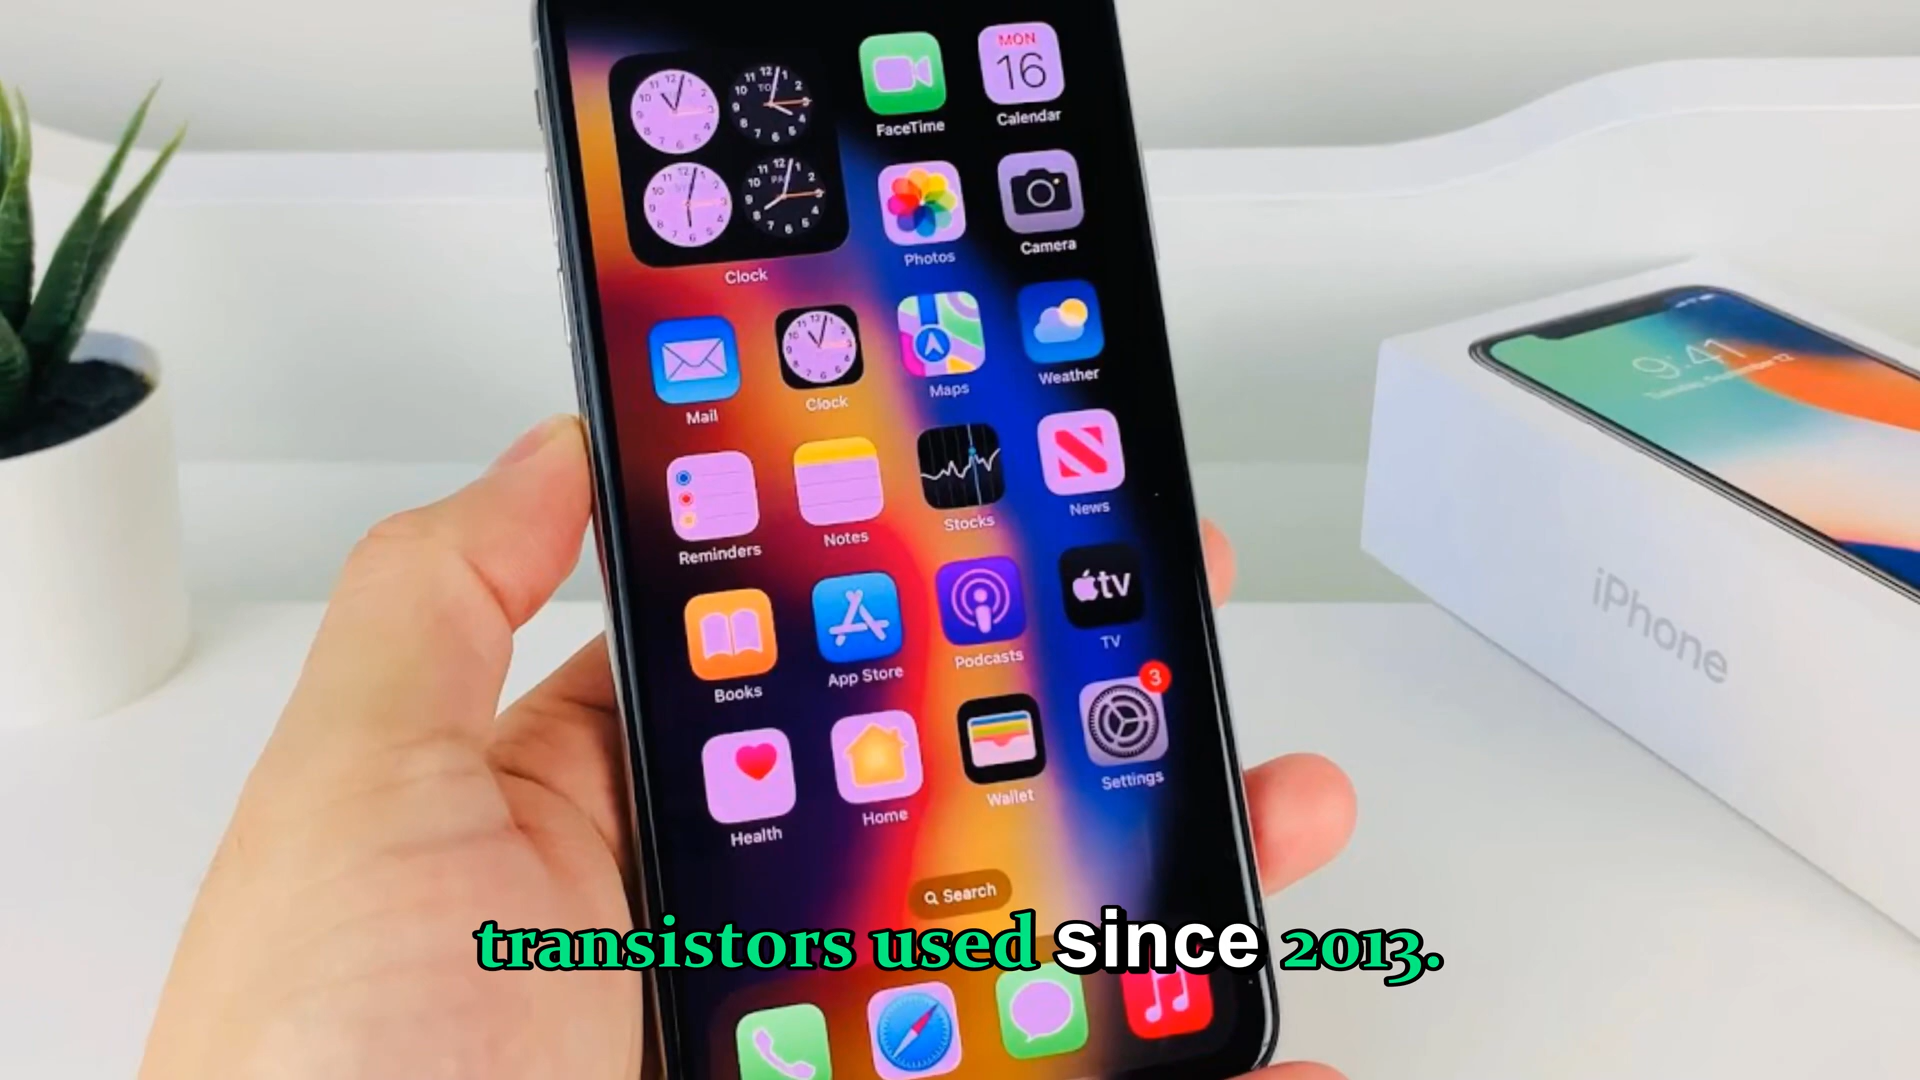 MON
16
FaceTime
Calendar
Clock
Photos
Camera
Mail
Clock
Maps
Weather
Reminders
Notes
Stocks
News
Books
App Store
Podcasts
tv
TV
3
Health
Home
Wallet
Settings
Search
9:41
iPhone
transistors used since 2013.